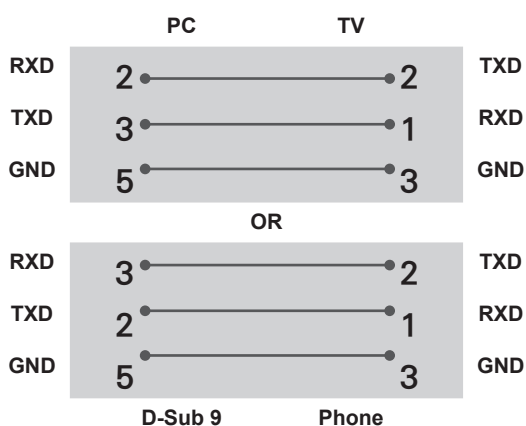 PC TV
RXD 2 2 TXD
TXD 3 1 RXD
GND 5 3 GND
OR
RXD 3 2 TXD
TXD 2 1 RXD
GND 5 3 GND
D-Sub 9 Phone